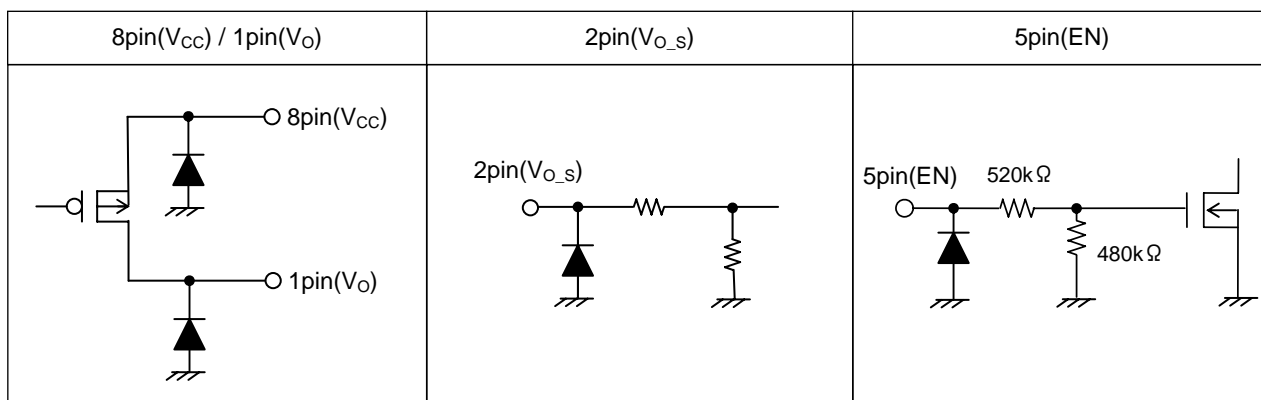 8pin(VCC) / 1pin(VO)
2pin(VO_S)
5pin(EN)
8pin(VCC)
1pin(VO)
2pin(VO_S)
5pin(EN)
520kΩ
480kΩ